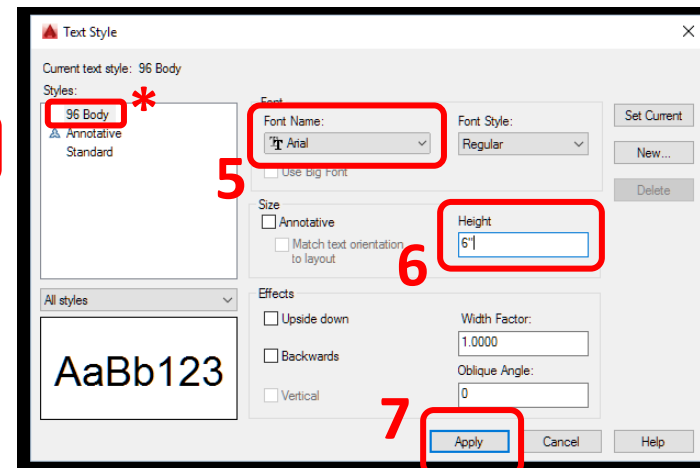 Text Style
Current text style: 96 Body
Styles:
96 Body
*
Annotative
Standard
All styles
AaBb123
Font
Font Name:
Arial
Font Style:
Regular
Use Big Font
5
Size
Annotative
Match text orientation
to layout
Height
6"
6
Effects
Upside down
Backwards
Vertical
Width Factor:
1.0000
Oblique Angle:
0
Set Current
New...
Delete
7
Apply
Cancel
Help